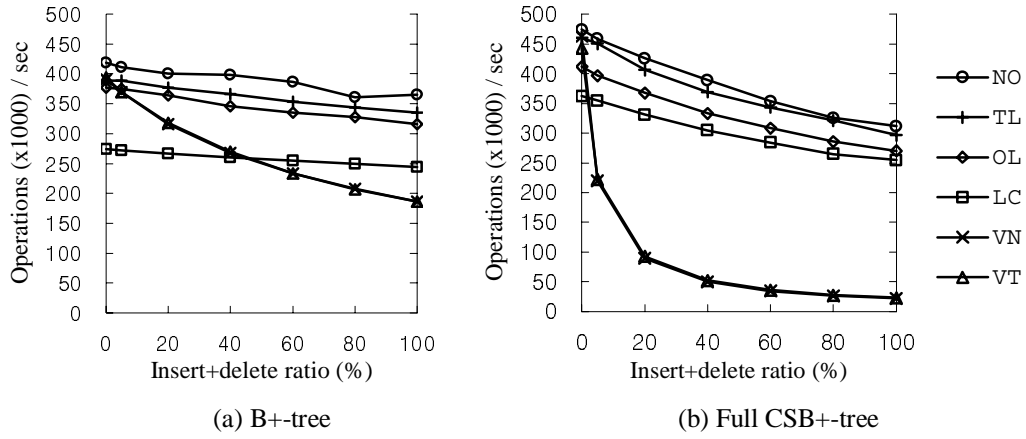 500
450
400
350
300
250
200
150
100
50
0
Operations (x1000) / sec
0 20 40 60 80 100
Insert+delete ratio (%)
(a) B+-tree
500
450
400
350
300
250
200
150
100
50
0
Operations (x1000) / sec
0 20 40 60 80 100
Insert+delete ratio (%)
(b) Full CSB+-tree
NO
TL
OL
LC
VN
VT